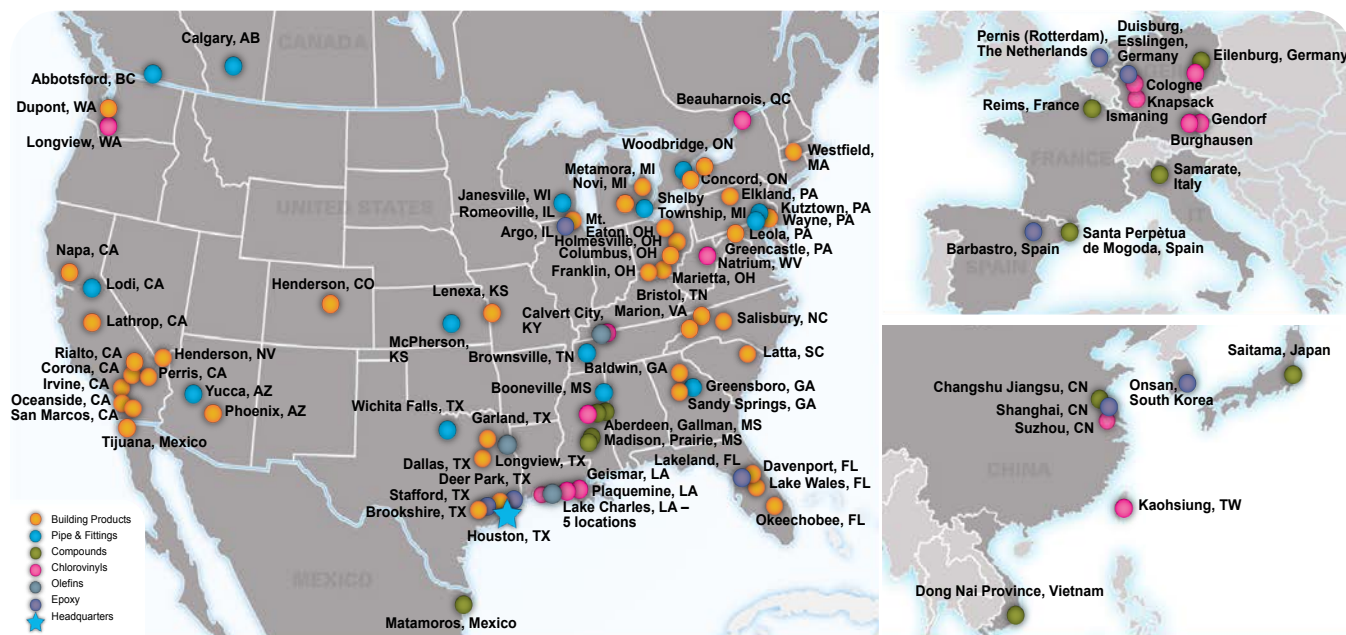 CANADA
UNITED STATES
MEXICO
Calgary, AB
Abbotsford, BC
Dupont, WA
Longview, WA
Beauharnois, QC
Woodbridge, ON
Concord, ON
Westfield,
MA
Metamora, MI
Novi, MI
Shelby
Township, MI
Elkland, PA
Kutztown, PA
Wayne, PA
Leola, PA
Greencastle, PA
Natrium, WV
Janesville, WI
Romeoville, IL
Argo, IL
Mt.
Eaton, OH
Holmesville, OH
Columbus, OH
Franklin, OH
Marietta, OH
Napa, CA
Lodi, CA
Lathrop, CA
Henderson, CO
Lenexa, KS
McPherson,
KS
Calvert City,
KY
Bristol, TN
Marion, VA
Salisbury, NC
Brownsville, TN
Baldwin, GA
Latta, SC
Rialto, CA
Corona, CA
Irvine, CA
Oceanside, CA
San Marcos, CA
Henderson, NV
Perris, CA
Yucca, AZ
Phoenix, AZ
Tijuana, Mexico
Booneville, MS
Greensboro, GA
Sandy Springs, GA
Wichita Falls, TX
Garland, TX
Aberdeen, Gallman, MS
Madison, Prairie, MS
Dallas, TX
Longview, TX
Deer Park, TX
Stafford, TX
Brookshire, TX
Houston, TX
Geismar, LA
Plaquemine, LA
Lake Charles, LA –
5 locations
Lakeland, FL
Davenport, FL
Lake Wales, FL
Okeechobee, FL
Matamoros, Mexico
Building Products
Pipe & Fittings
Compounds
Chlorovinyls
Olefins
Epoxy
Headquarters
Pernis (Rotterdam),
The Netherlands
Duisburg,
Esslingen,
Germany
Eilenburg, Germany
Cologne
Knapsack
Ismaning
Gendorf
Burghausen
Reims, France
FRANCE
Samarate,
Italy
Barbastro, Spain
Santa Perpètua
de Mogoda, Spain
SPAIN
Saitama, Japan
Changshu Jiangsu, CN
Onsan,
South Korea
Shanghai, CN
Suzhou, CN
CHINA
Kaohsiung, TW
Dong Nai Province, Vietnam